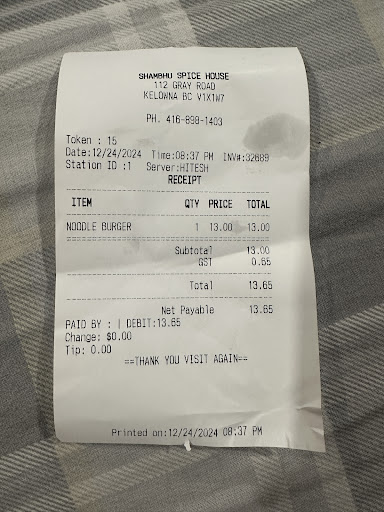 SHAMBHU SPICE HOUSE
112 GRAY ROAD
KELOWNA BC V1X1W7
PH. 416-898-1403
Token : 15
Date:12/24/2024 Time:08:37 PM INV#:32689
Station ID :1 Server:HITESH
RECEIPT
ITEM QTY PRICE TOTAL
NOODLE BURGER 1 13.00 13.00
Subtotal 13.00
GST 0.65
Total 13.65
Net Payable 13.65
PAID BY : | DEBIT:13.65
Change: $0.00
Tip: 0.00
==THANK YOU VISIT AGAIN==
Printed on:12/24/2024 08:37 PM